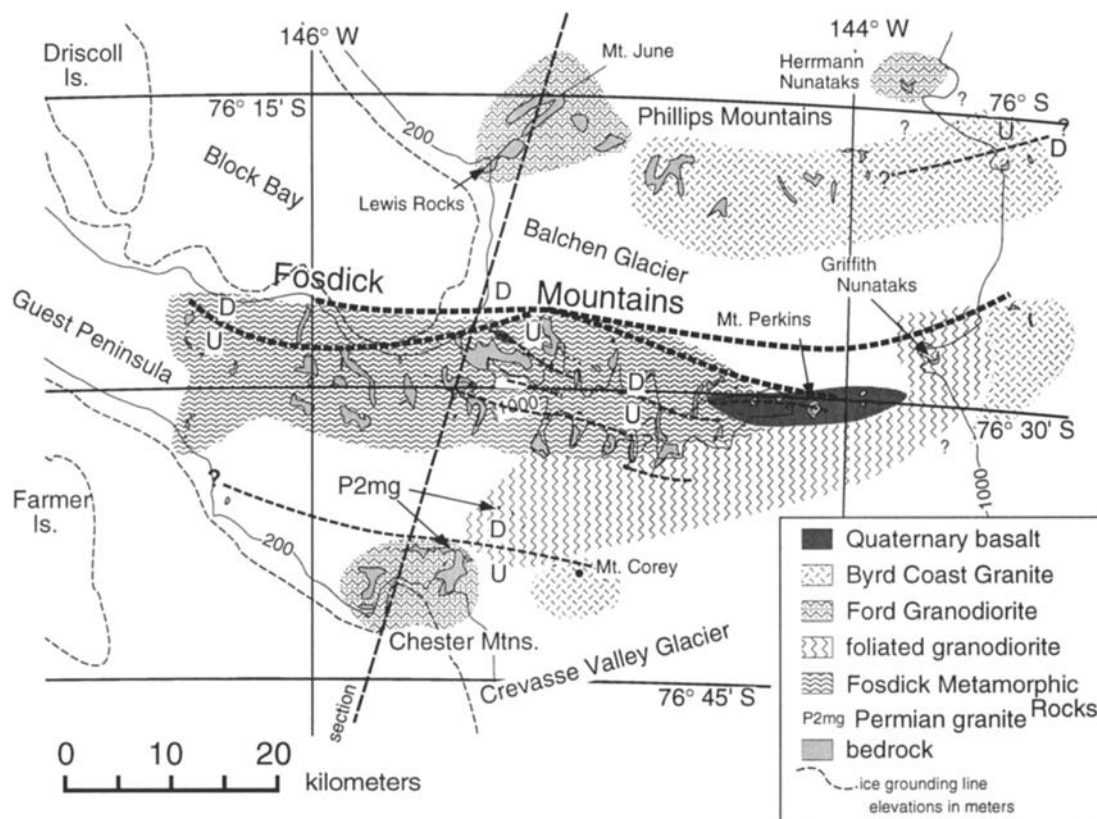 146° W
144° W
Driscoll
Is.
Mt. June
Herrmann
Nunataks
?
76° S
76° 15' S
200
Phillips Mountains
?
U
?
D
Block Bay
?
Lewis Rocks
Balchen Glacier
Griffith
Nunataks
Fosdick
D
Mountains
D
U
Mt. Perkins
U
Guest Peninsula
D
1000
U
76° 30' S
?
?
P2mg
1000
Farmer
Is.
D
200
U
Mt. Corey
Chester Mtns.
Crevasse Valley Glacier
76° 45' S
section
Quaternary basalt
Byrd Coast Granite
Ford Granodiorite
foliated granodiorite
Fosdick Metamorphic
Rocks
P2mg Permian granite
bedrock
ice grounding line
elevations in meters
0 10 20
kilometers